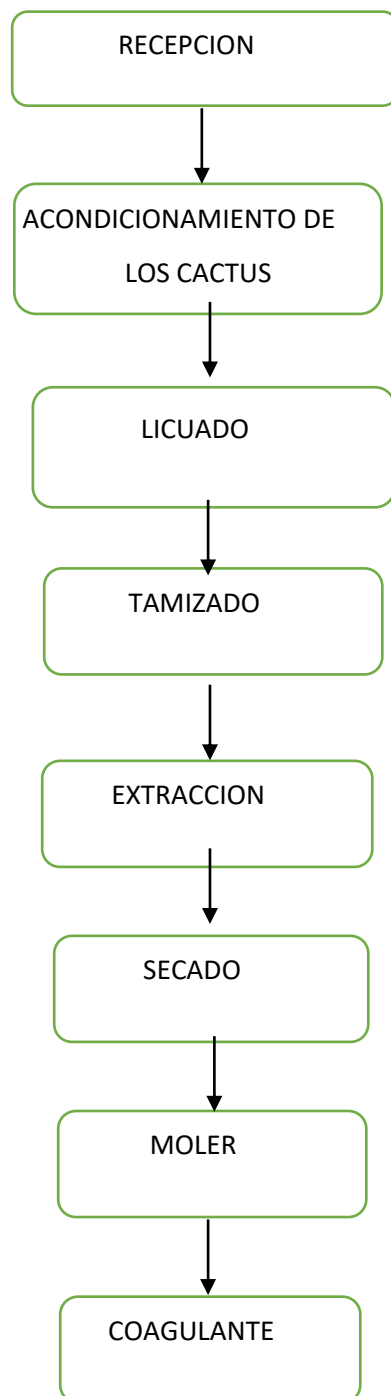 RECEPCION
ACONDICIONAMIENTO DE
LOS CACTUS
LICUADO
TAMIZADO
EXTRACCION
SECADO
MOLER
COAGULANTE